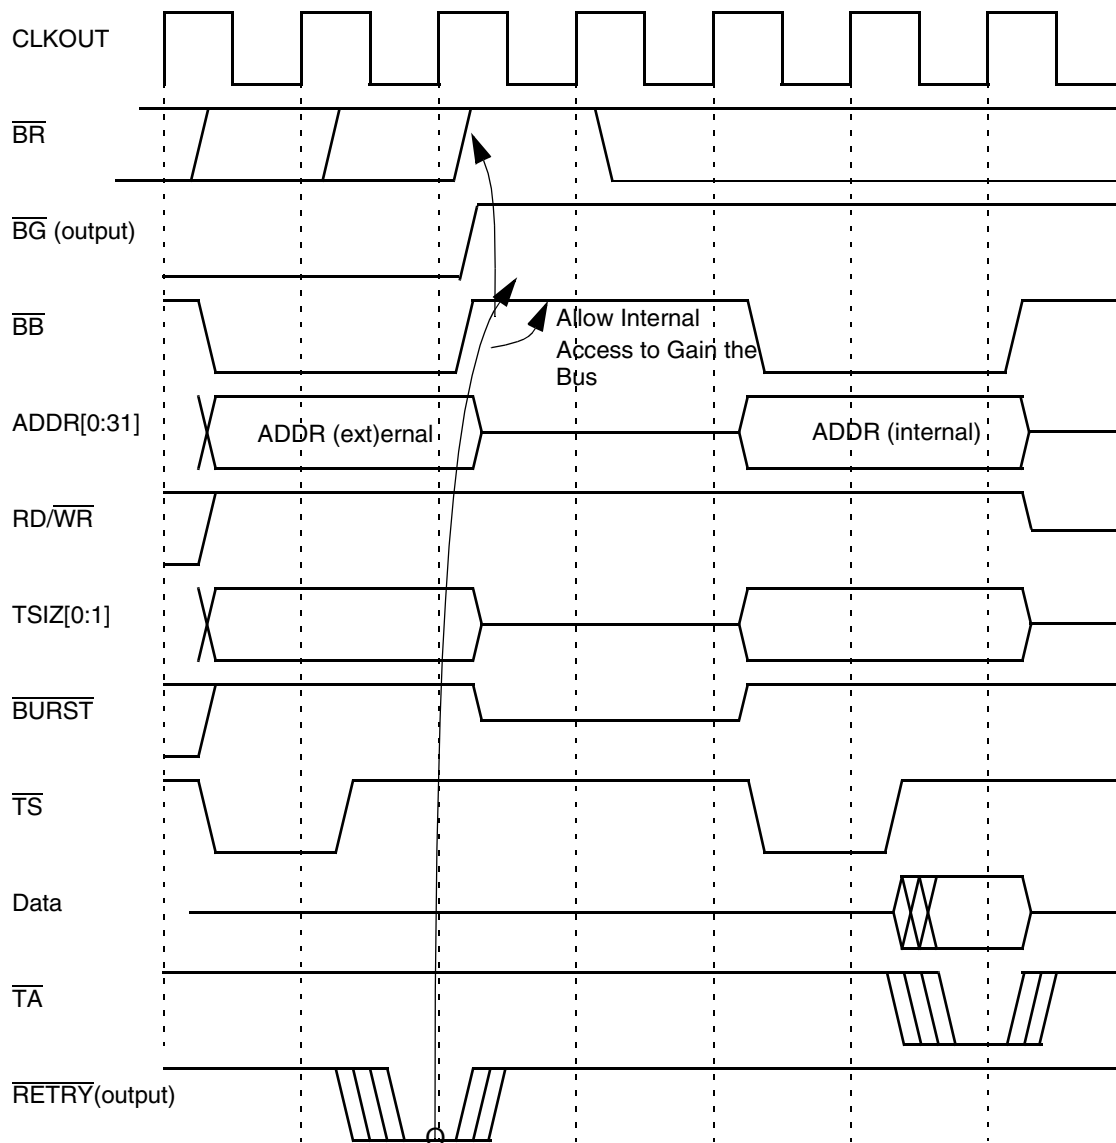 CLKOUT
BR
BG (output)
BB
Allow Internal
Access to Gain the
Bus
ADDR[0:31]
ADDR (ext)ernal
ADDR (internal)
RD/WR
TSIZ[0:1]
BURST
TS
Data
TA
RETRY(output)